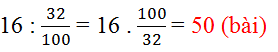 16 : 32/100 = 16 . 100/32 = 50 (bài)